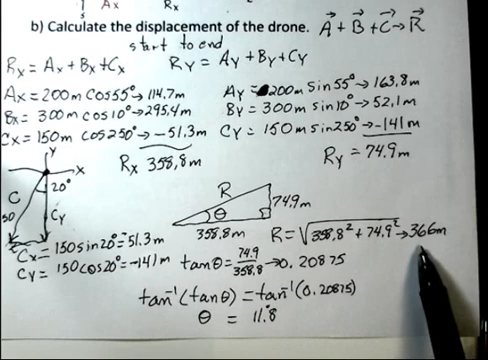 Ax Rx
b) Calculate the displacement of the drone. A + B + C → R
start to end
Rx = Ax + Bx + Cx Ry = Ay + By + Cy
Ax = 200m cos55° → 114.7m Ay = 200m sin55° → 163,8m
Bx = 300m cos10° → 295,4m By = 300m sin10° → 52,1m
Cx = 150m cos250° → -51.3m Cy = 150m sin250° → -141m
Rx 358,8m Ry = 74.9m
Y
X
20°
C
Cy
R
θ
74,9m
358.8m
R = √358,8² + 74,9² → 366m
Cx = 150 sin20° = -51.3m
Cy = 150 cos20° = -141m
tanθ = 74.9/358.8 → 0.20875
tan⁻¹(tanθ) = tan⁻¹(0.20875)
θ = 11.8°